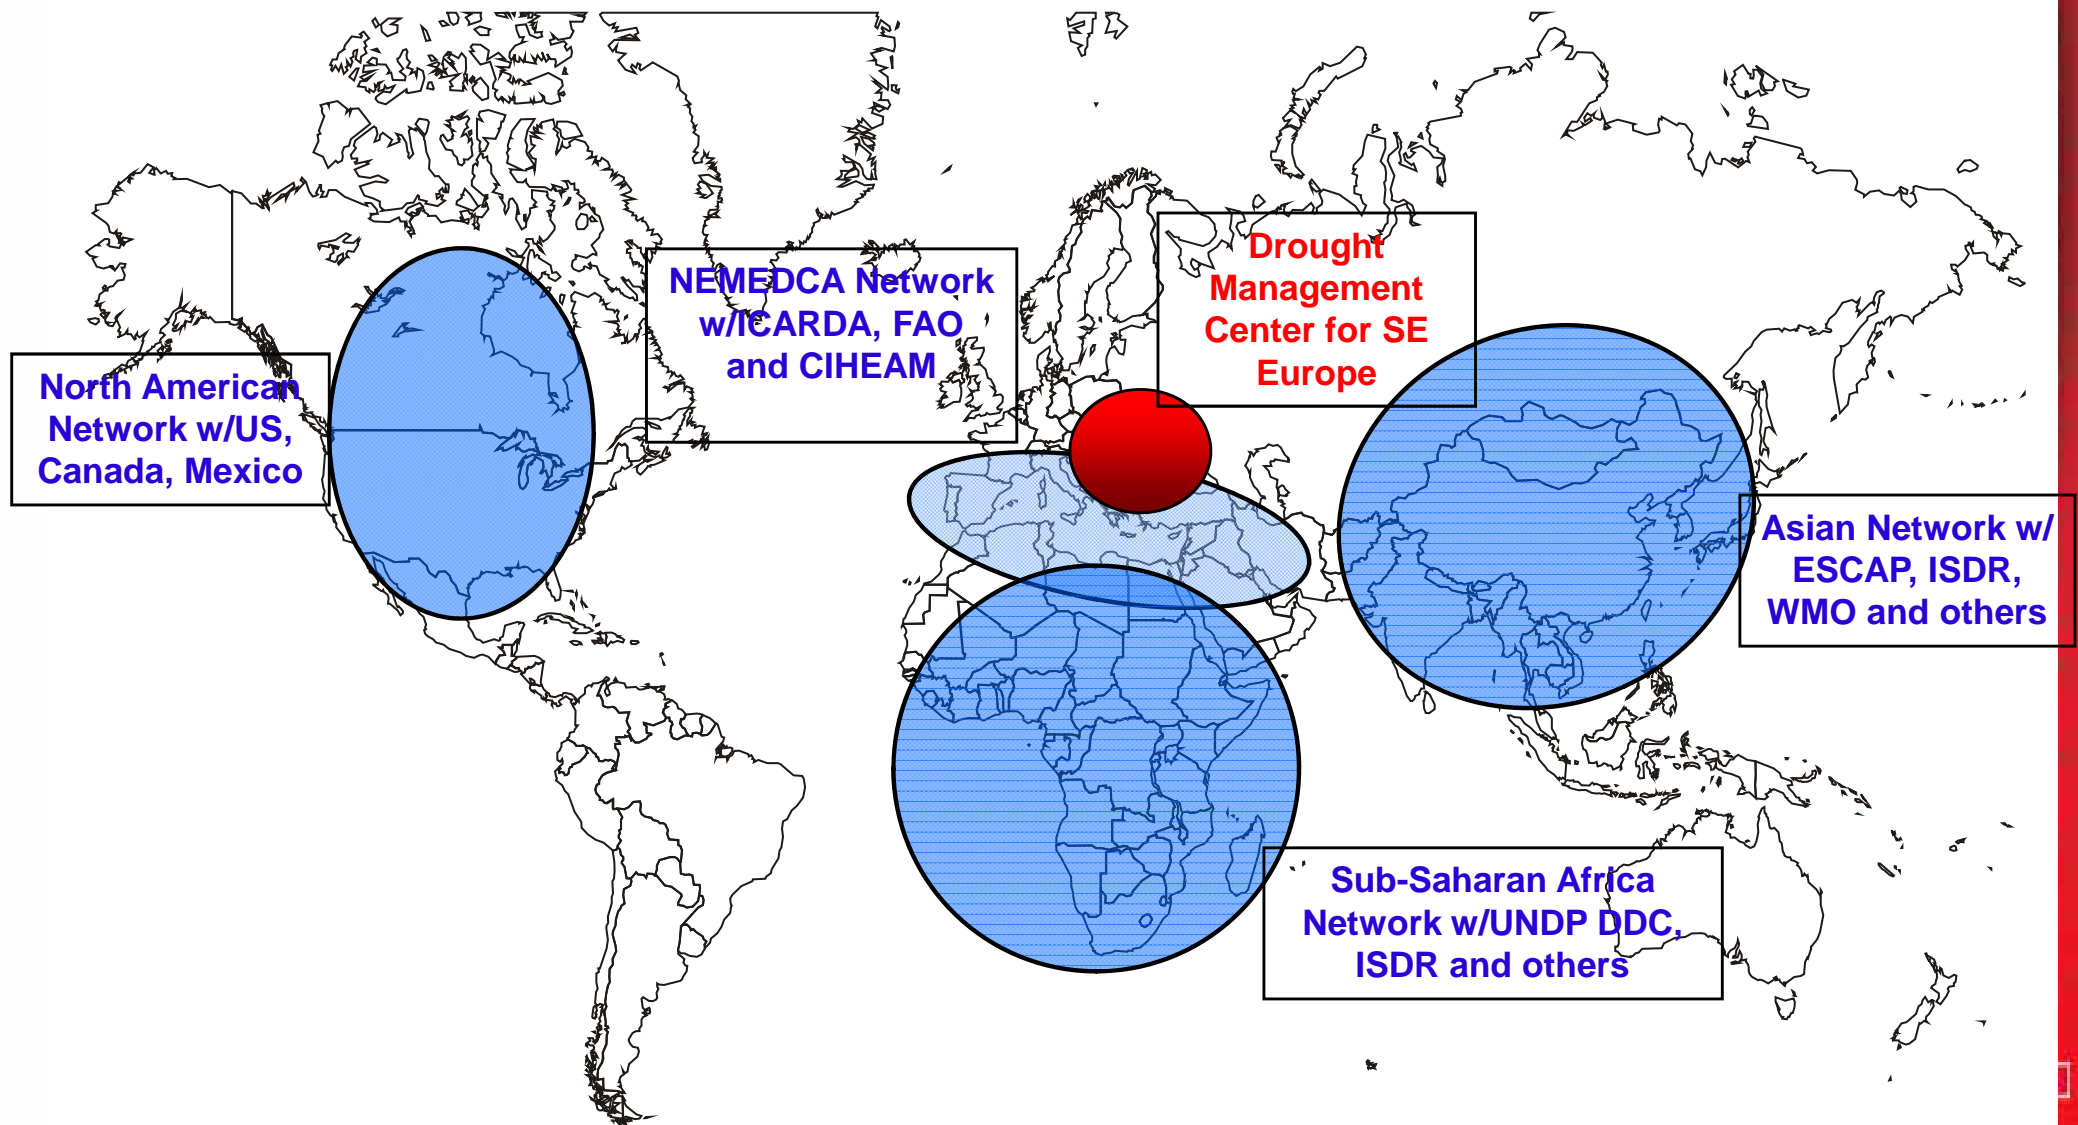 Drought
Management
Center for SE
Europe
NEMEDCA Network
w/ICARDA, FAO
and CIHEAM
North American
Network w/US,
Canada, Mexico
Asian Network w/
ESCAP, ISDR,
WMO and others
Sub-Saharan Africa
Network w/UNDP DDC,
ISDR and others